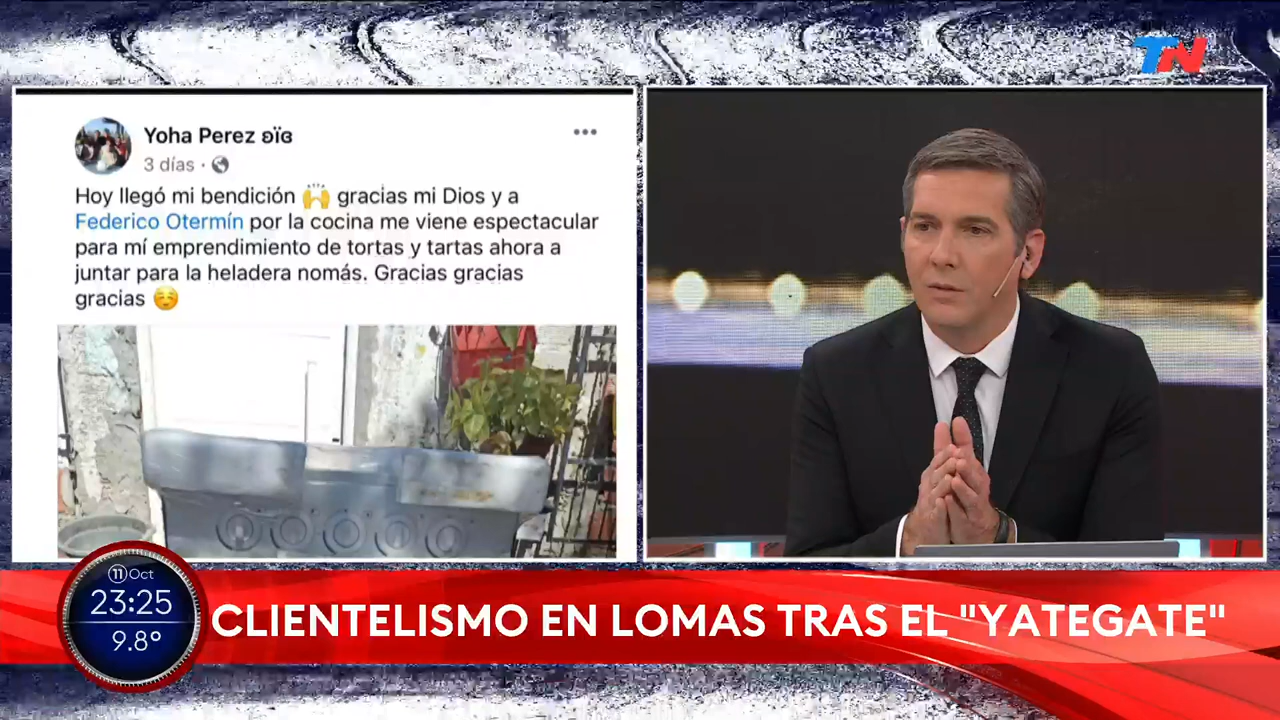 TN
Yoha Perez ʚïɞ
3 días ·
Hoy llegó mi bendición 🙌 gracias mi Dios y a
Federico Otermín por la cocina me viene espectacular
para mí emprendimiento de tortas y tartas ahora a
juntar para la heladera nomás. Gracias gracias
gracias ☺️
11 Oct
23:25
9.8°
CLIENTELISMO EN LOMAS TRAS EL "YATEGATE"